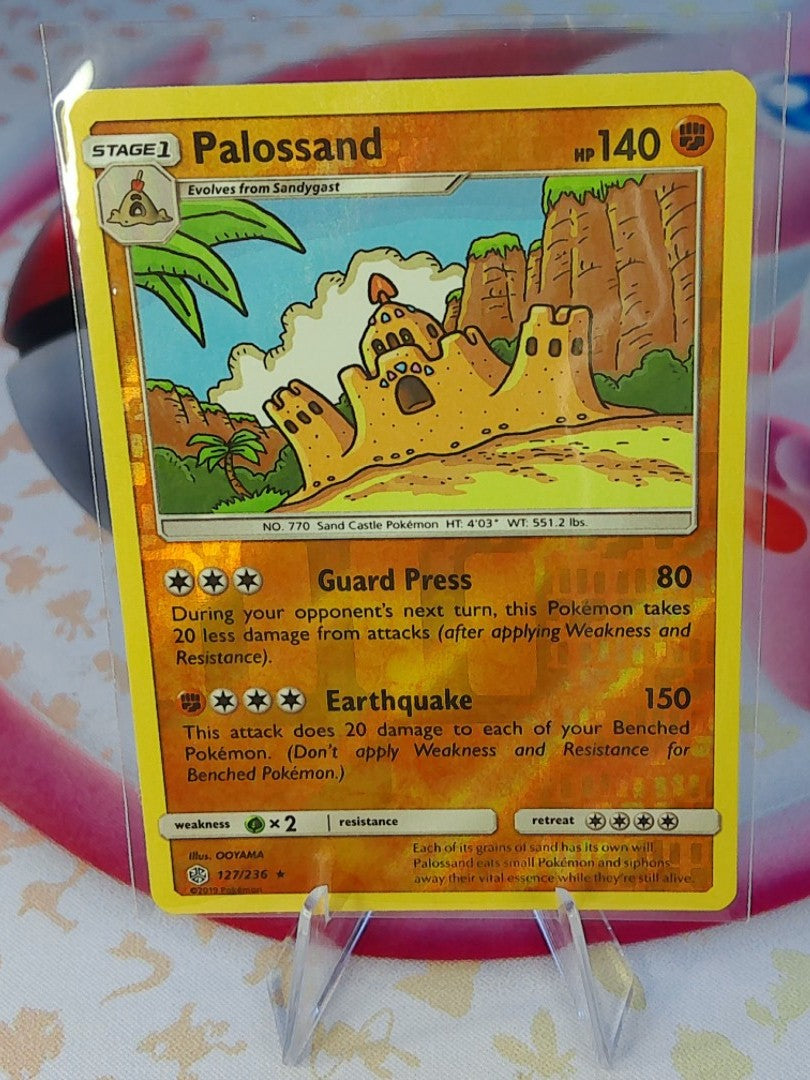 STAGE1 Palossand HP 140
Evolves from Sandygast
NO. 770 Sand Castle Pokémon HT: 4'03" WT: 551.2 lbs.
Guard Press 80
During your opponent's next turn, this Pokémon takes
20 less damage from attacks (after applying Weakness and
Resistance).
Earthquake 150
This attack does 20 damage to each of your Benched
Pokémon. (Don't apply Weakness and Resistance for
Benched Pokémon.)
weakness ×2 resistance retreat
Illus. OOYAMA
127/236 ★
©2019 Pokémon
Each of its grains of sand has its own will.
Palossand eats small Pokémon and siphons
away their vital essence while they're still alive.